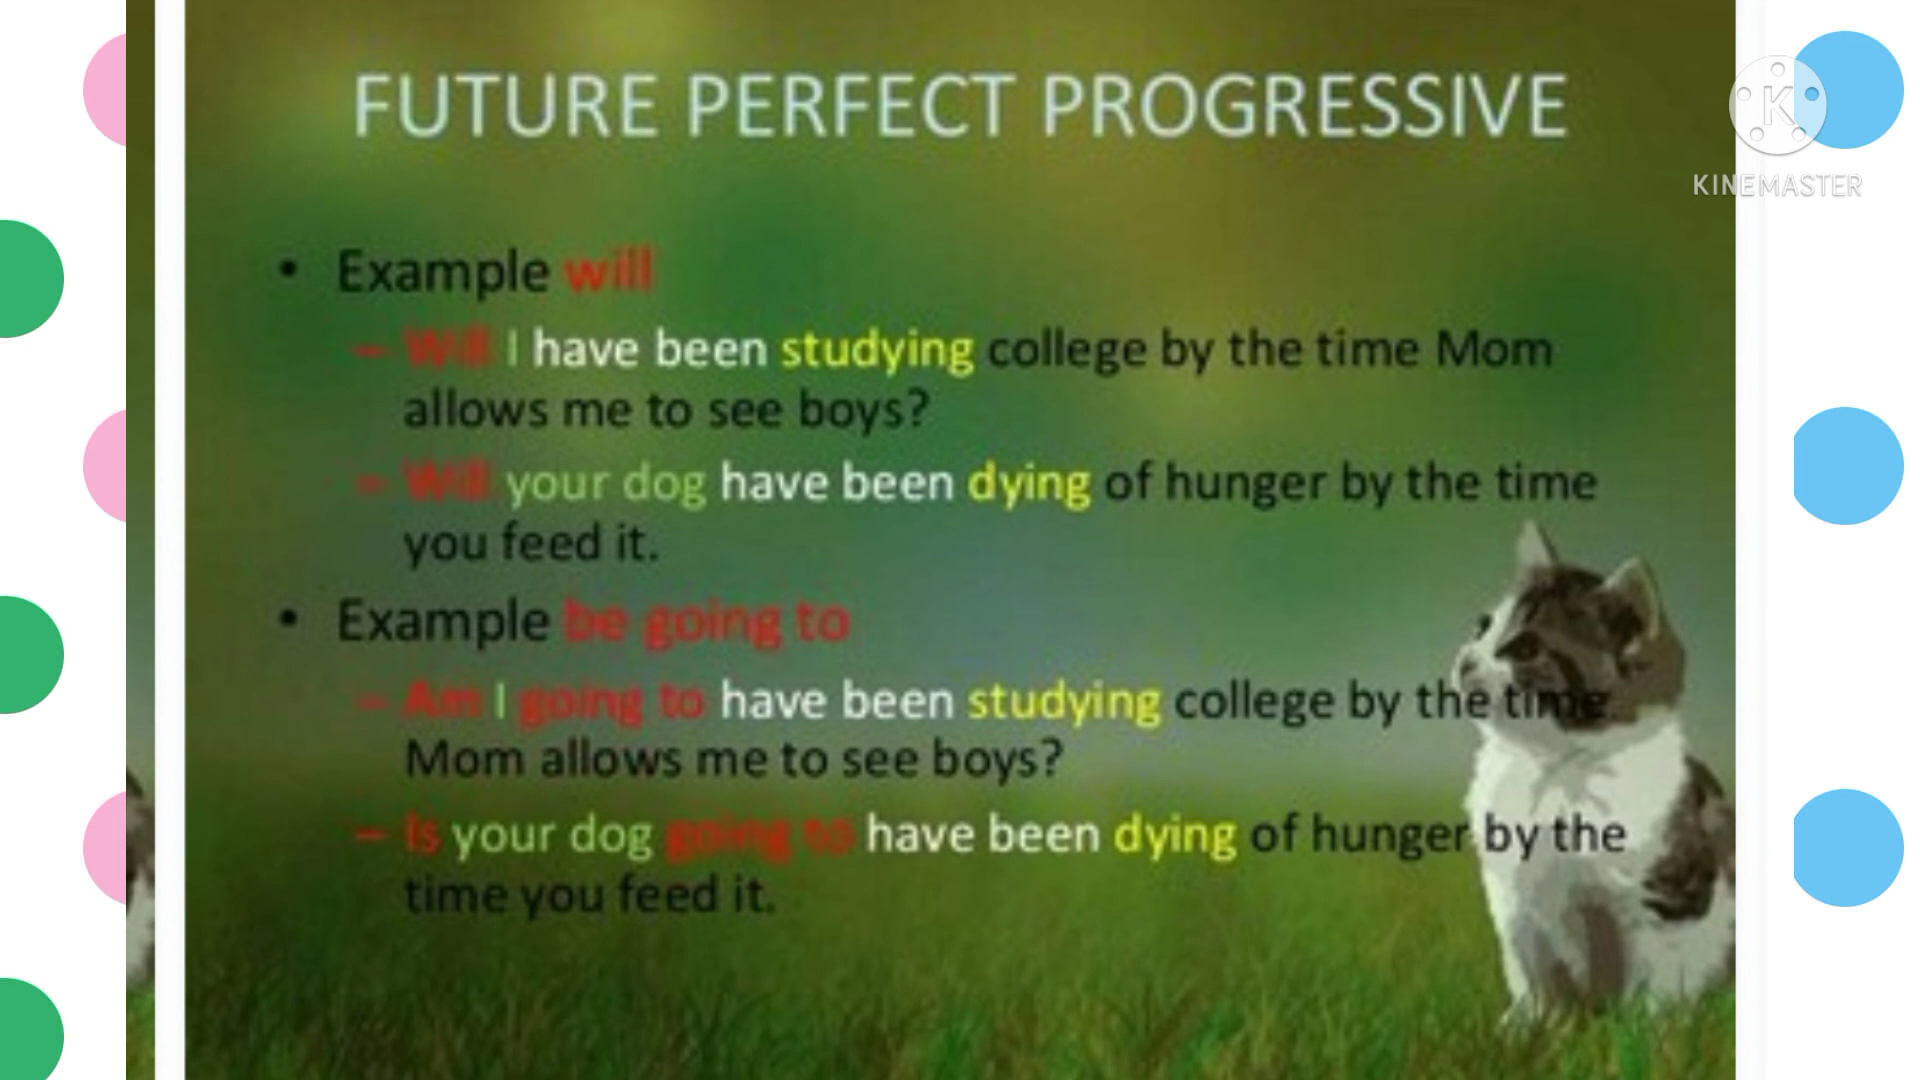 FUTURE PERFECT PROGRESSIVE
KINEMASTER
• Example will
– Will I have been studying college by the time Mom
allows me to see boys?
– Will your dog have been dying of hunger by the time
you feed it.
• Example be going to
– Am I going to have been studying college by the time
Mom allows me to see boys?
– Is your dog going to have been dying of hunger by the
time you feed it.